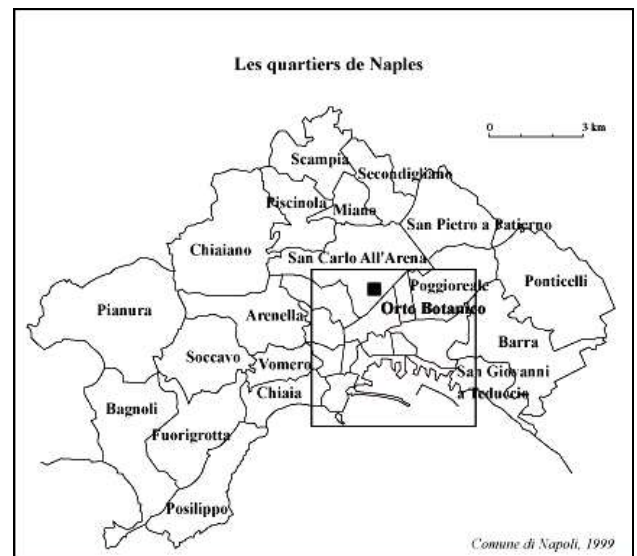 Les quartiers de Naples
0 3 km
Scampia
Secondigliano
Piscinola
Miano
San Pietro a Patierno
Chiaiano
San Carlo All'Arena
Poggioreale
Ponticelli
Pianura
Orto Botanico
Arenella
Barra
Soccavo
Vomero
San Giovanni
à Teduccio
Chiaia
Bagnoli
Fuorigrotta
Posilippo
Comune di Napoli, 1999